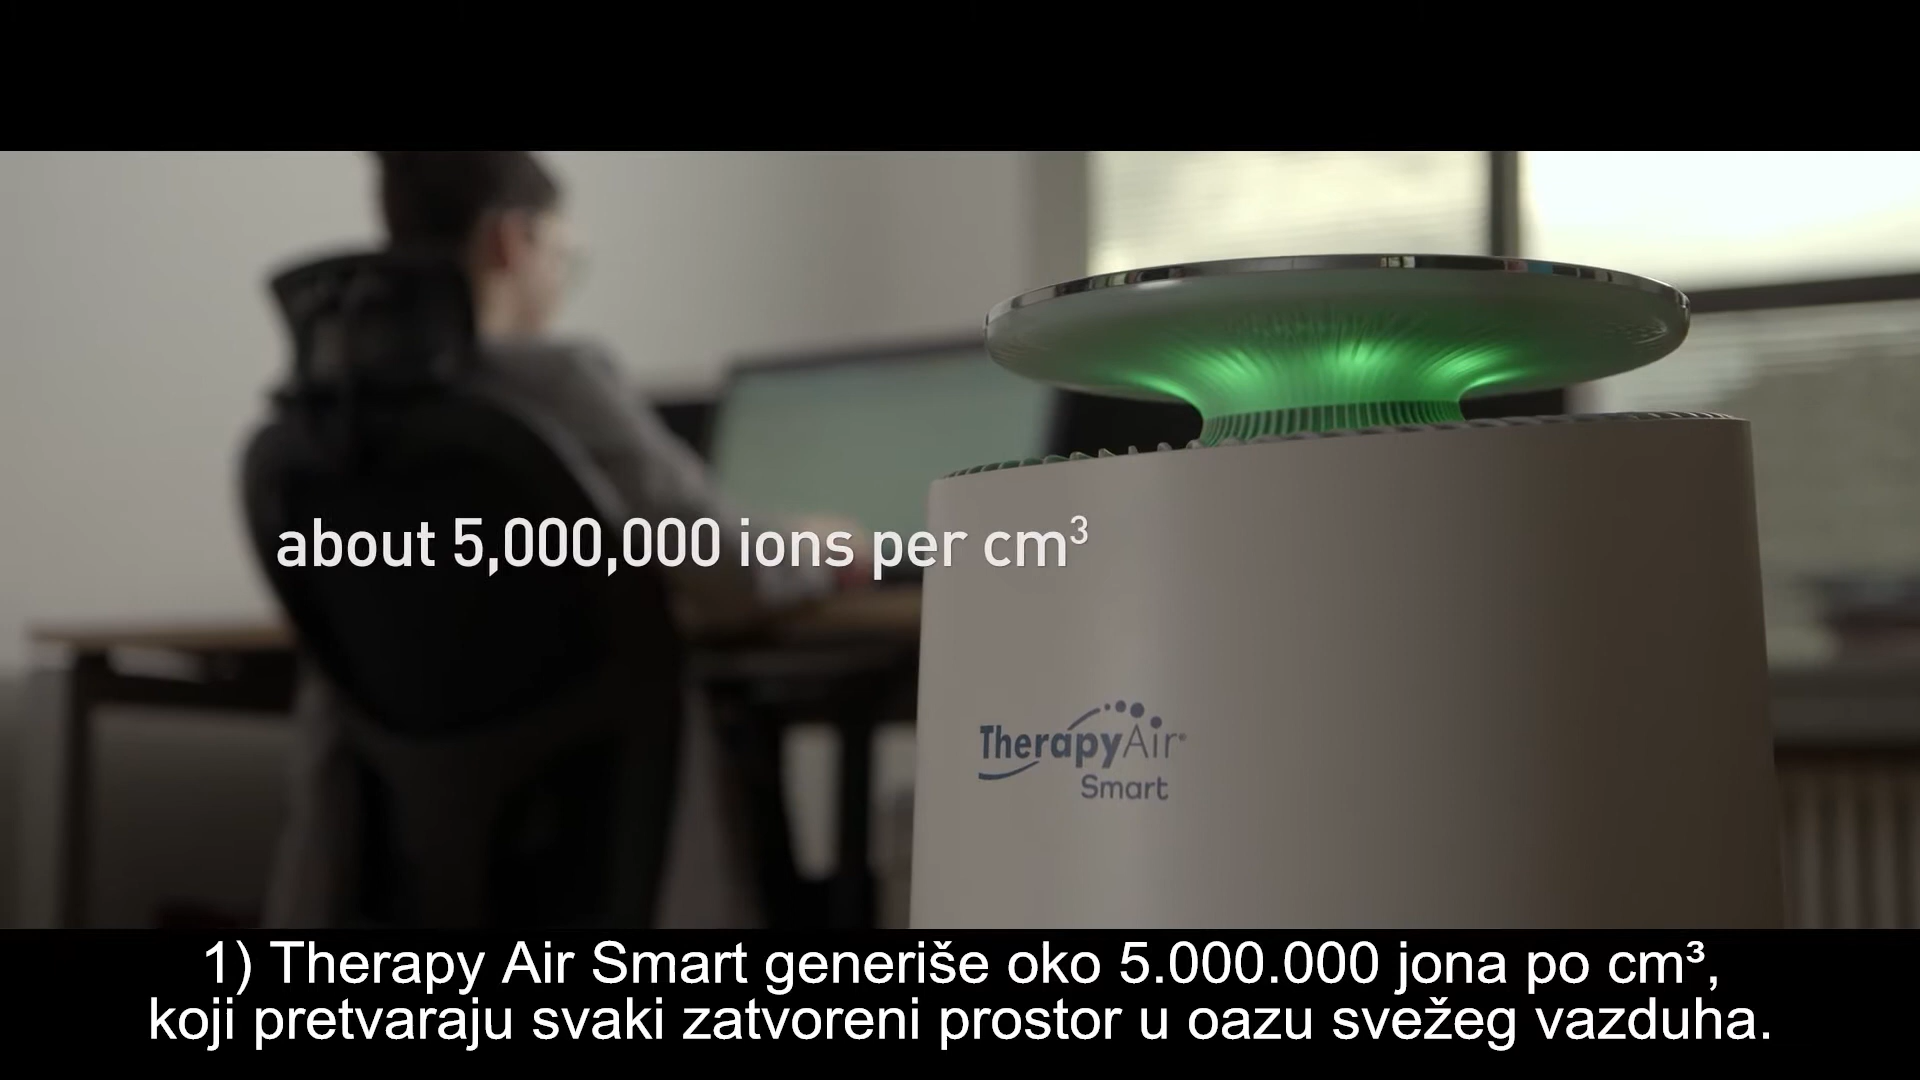 about 5,000,000 ions per cm³
TherapyAir®
Smart
1) Therapy Air Smart generiše oko 5.000.000 jona po cm³,
koji pretvaraju svaki zatvoreni prostor u oazu svežeg vazduha.